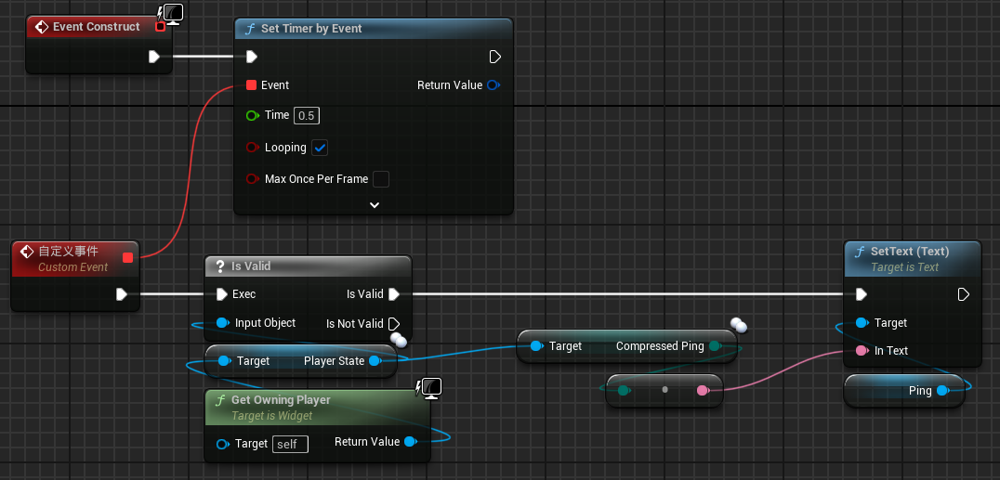 Event Construct
Set Timer by Event
Event
Return Value
Time 0.5
Looping
Max Once Per Frame
自定义事件
Custom Event
Is Valid
Exec
Is Valid
Input Object
Is Not Valid
Target
Player State
Get Owning Player
Target is Widget
Target self
Return Value
Target
Compressed Ping
SetText (Text)
Target is Text
Target
In Text
Ping